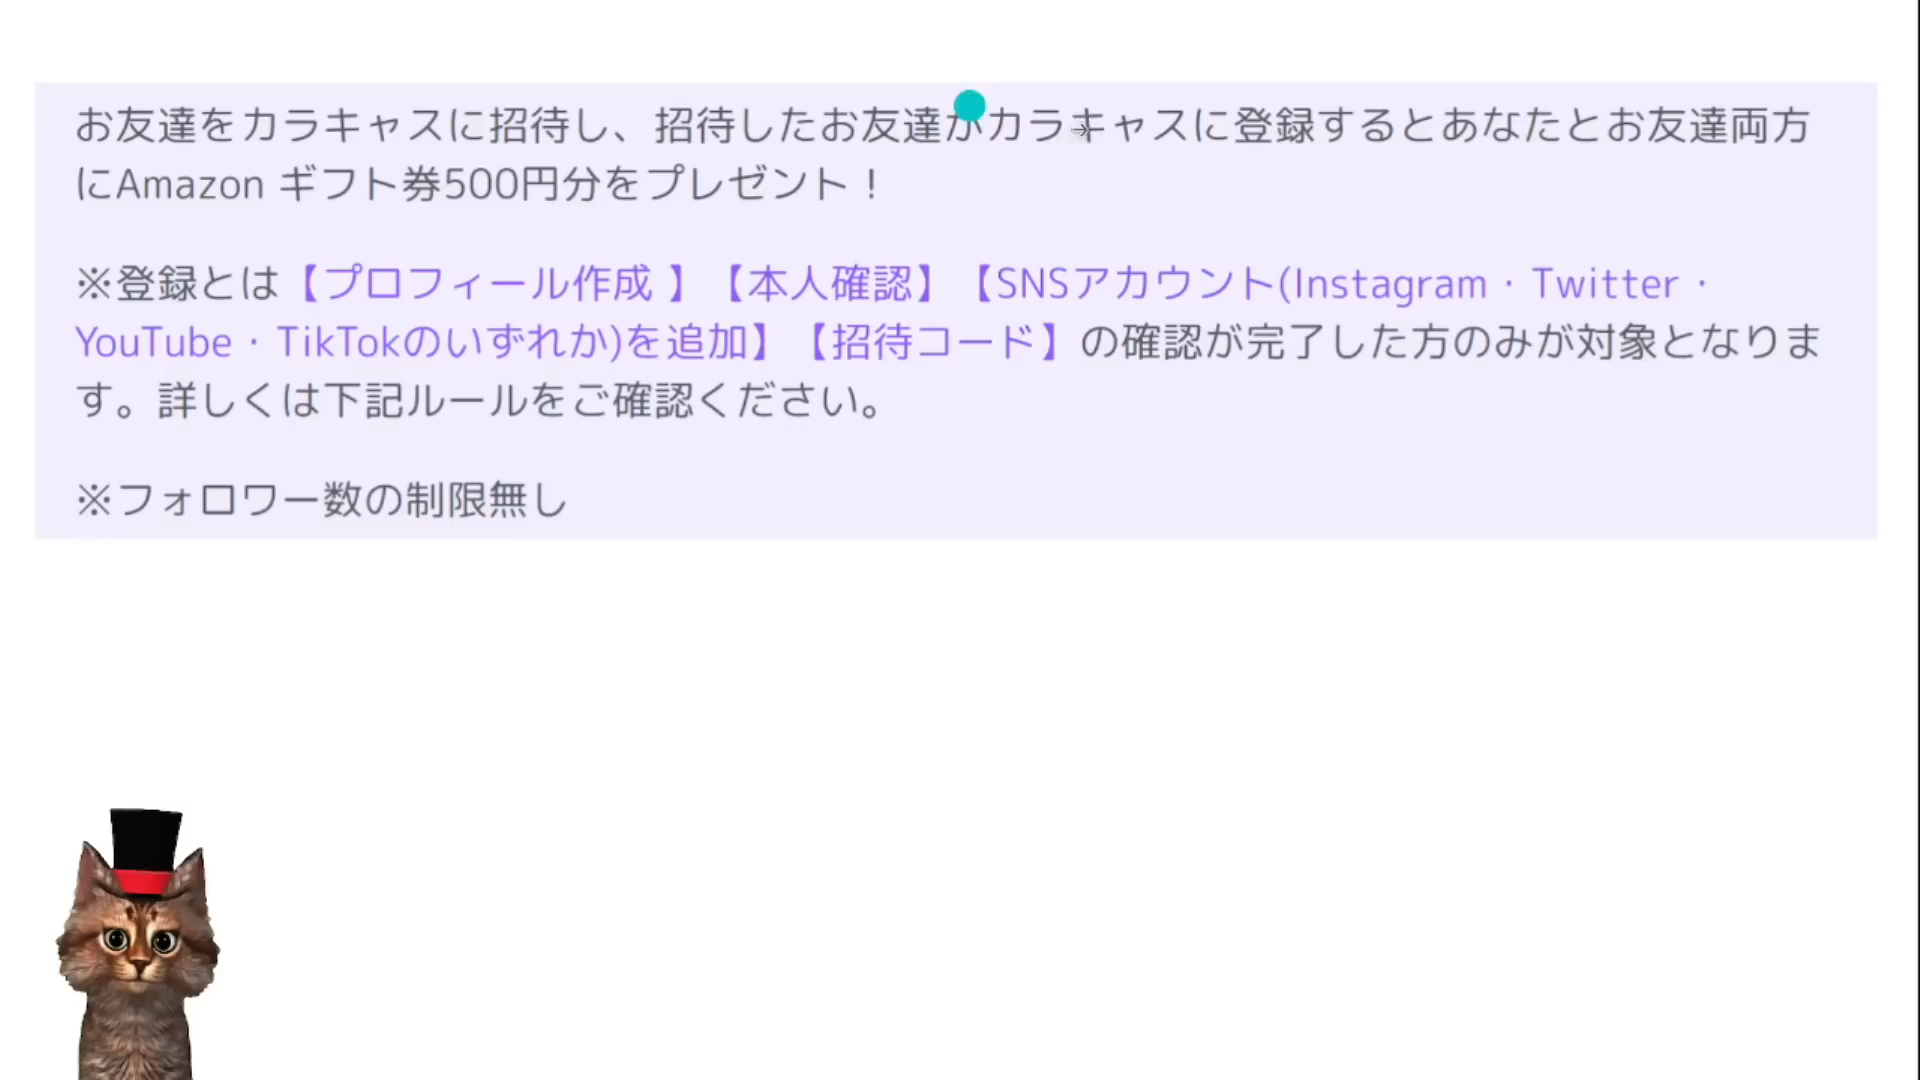 お友達をカラキャスに招待し、招待したお友達がカラキャスに登録するとあなたとお友達両方
にAmazon ギフト券500円分をプレゼント！
※登録とは【プロフィール作成 】【本人確認】【SNSアカウント(Instagram・Twitter・
YouTube・TikTokのいずれか)を追加】【招待コード】の確認が完了した方のみが対象となりま
す。詳しくは下記ルールをご確認ください。
※フォロワー数の制限無し